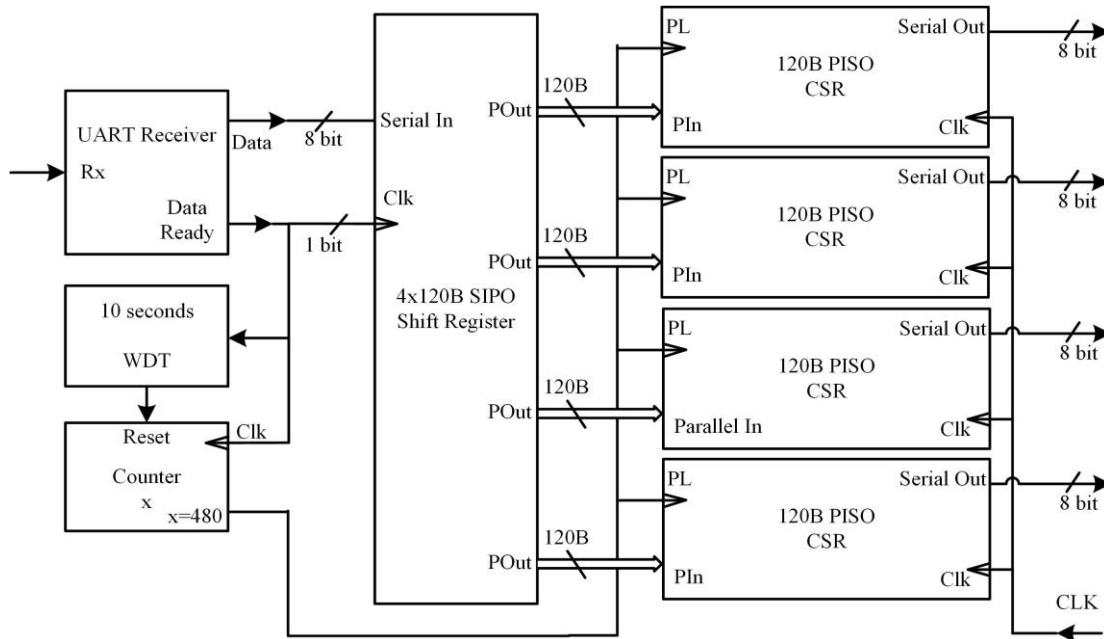 UART Receiver
Data
Rx
Data
Ready
8 bit
1 bit
10 seconds
WDT
Reset
Clk
Counter
x
x=480
Serial In
Clk
4x120B SIPO
Shift Register
POut
POut
POut
POut
120B
120B
120B
120B
PL
Serial Out
120B PISO
CSR
PIn
Clk
8 bit
PL
Serial Out
120B PISO
CSR
PIn
Clk
8 bit
PL
Serial Out
120B PISO
CSR
Parallel In
Clk
8 bit
PL
Serial Out
120B PISO
CSR
PIn
Clk
8 bit
CLK